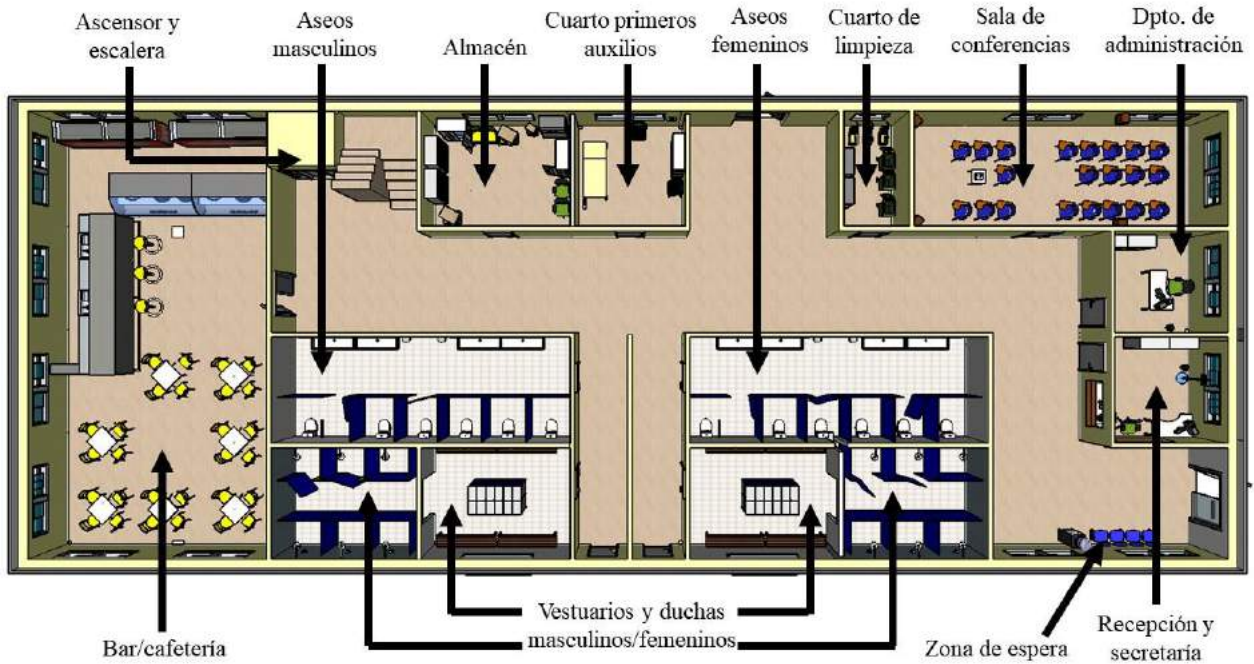 Ascensor y
escalera
Aseos
masculinos
Almacén
Cuarto primeros
auxilios
Aseos
femeninos
Cuarto de
limpieza
Sala de
conferencias
Dpto. de
administración
Bar/cafetería
Vestuarios y duchas
masculinos/femeninos
Zona de espera
Recepción y
secretaría